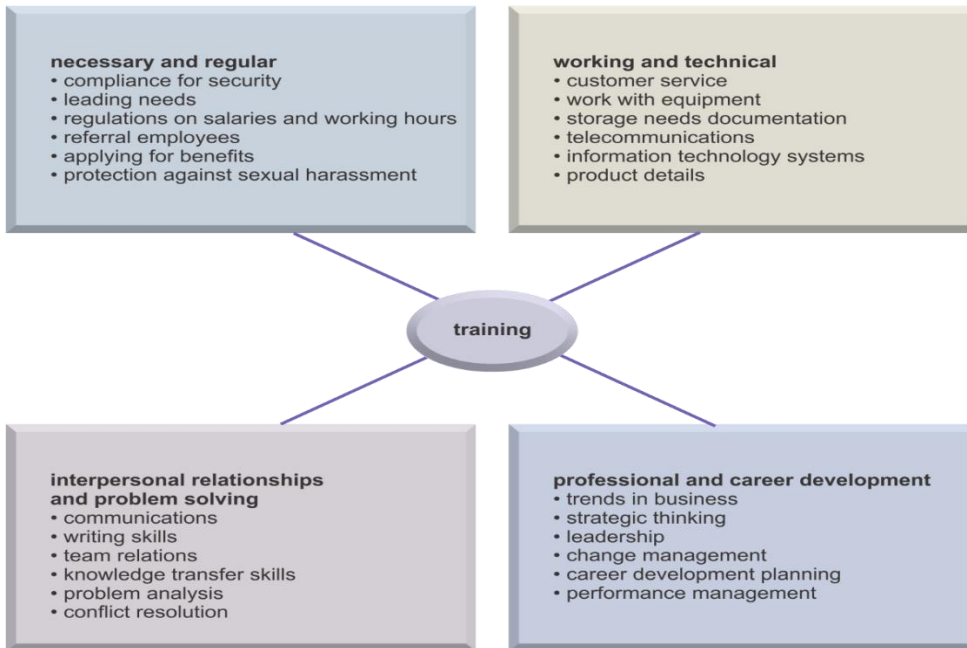 necessary and regular
• compliance for security
• leading needs
• regulations on salaries and working hours
• referral employees
• applying for benefits
• protection against sexual harassment
working and technical
• customer service
• work with equipment
• storage needs documentation
• telecommunications
• information technology systems
• product details
training
interpersonal relationships
and problem solving
• communications
• writing skills
• team relations
• knowledge transfer skills
• problem analysis
• conflict resolution
professional and career development
• trends in business
• strategic thinking
• leadership
• change management
• career development planning
• performance management